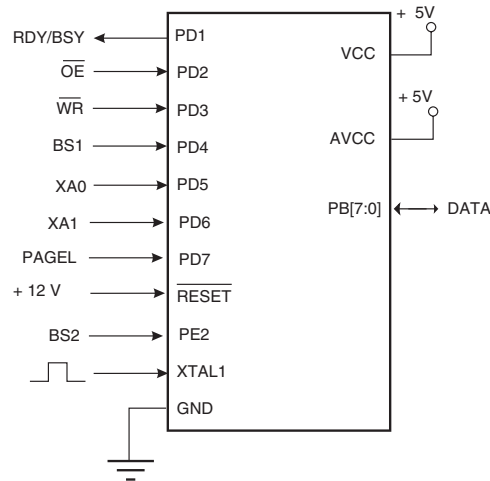 + 5V
RDY/BSY PD1
VCC
OE PD2
+ 5V
WR PD3
AVCC
BS1 PD4
XA0 PD5
PB[7:0] DATA
XA1 PD6
PAGEL PD7
+ 12 V RESET
BS2 PE2
XTAL1
GND